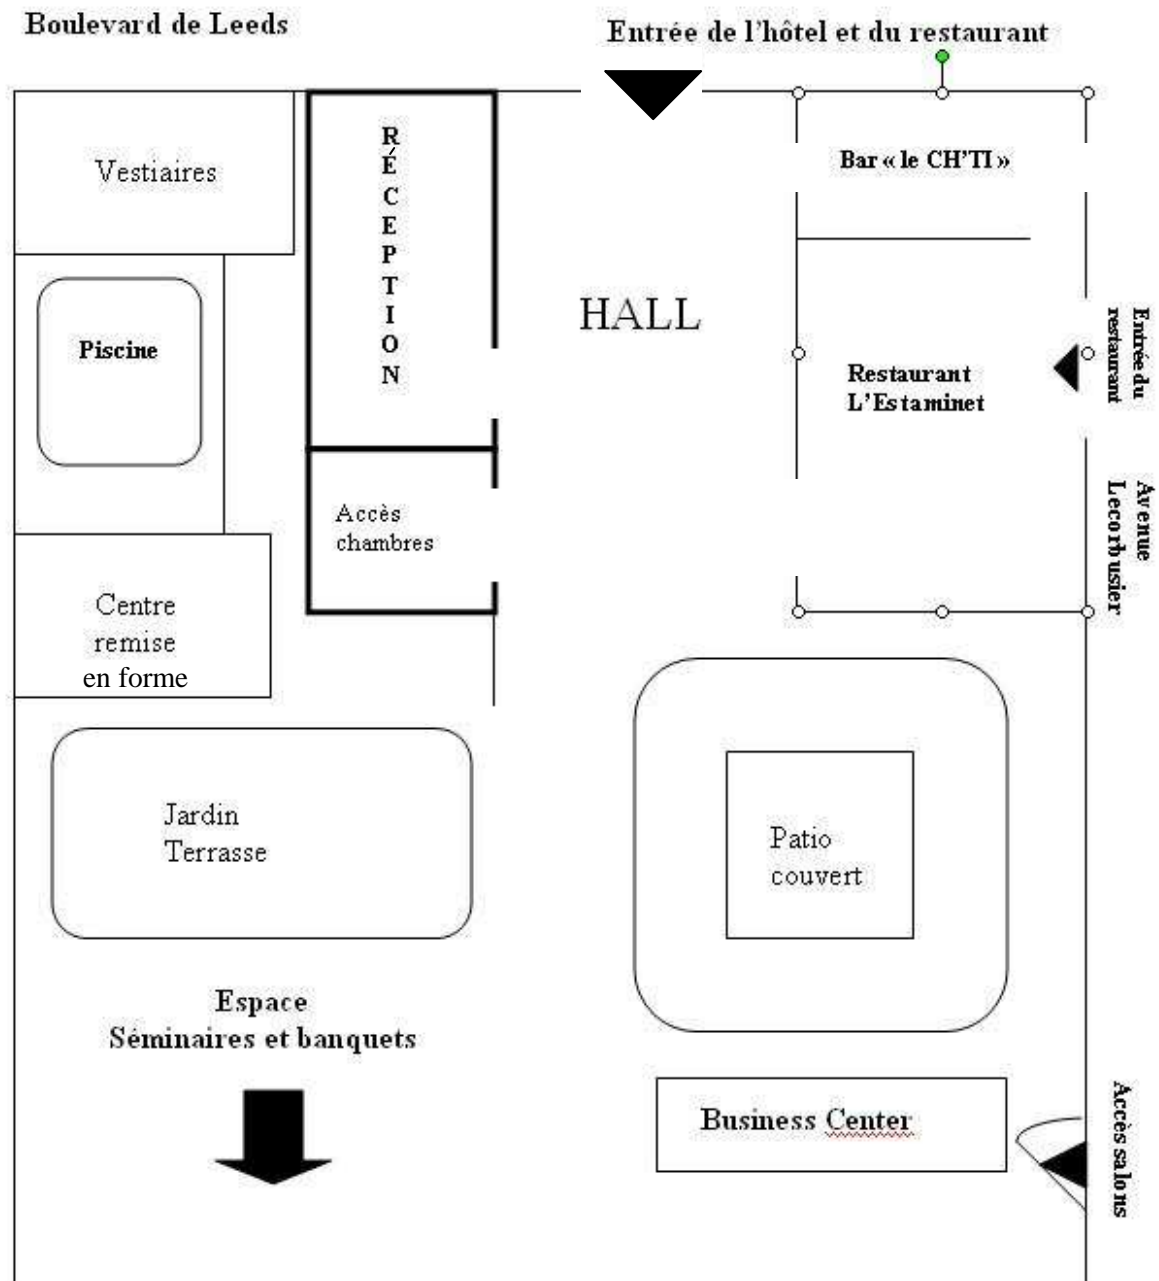 Boulevard de Leeds
Entrée de l'hôtel et du restaurant
Vestiaires
RÉCEPTION
Bar « le CH'TI »
Piscine
HALL
Restaurant
L'Estaminet
Entrée du
restaurant
Accès
chambres
Avenue
Lecorbusier
Centre
remise
en forme
Jardin
Terrasse
Patio
couvert
Espace
Séminaires et banquets
Business Center
Accès salons